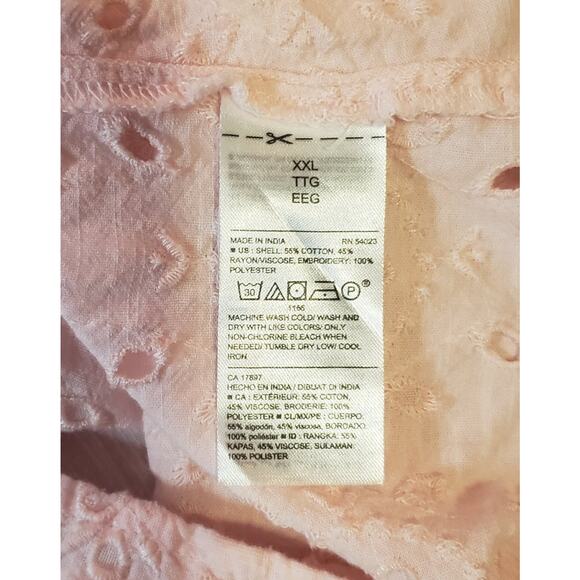 XXL
TTG
EEG
MADE IN INDIA RN 54023
■ US : SHELL: 55% COTTON, 45%
RAYON/VISCOSE, EMBROIDERY: 100%
POLYESTER
30 P ®
1166
MACHINE WASH COLD/ WASH AND
DRY WITH LIKE COLORS/ ONLY
NON-CHLORINE BLEACH WHEN
NEEDED/ TUMBLE DRY LOW/ COOL
IRON
CA 17897
HECHO EN INDIA / DIBUAT DI INDIA
■ CA : EXTÉRIEUR: 55% COTON,
45% VISCOSE, BRODERIE: 100%
POLYESTER ■ CL/MX/PE : CUERPO:
55% algodón, 45% viscosa, BORDADO:
100% poliéster ■ ID : RANGKA: 55%
KAPAS, 45% VISCOSE, SULAMAN:
100% POLISTER